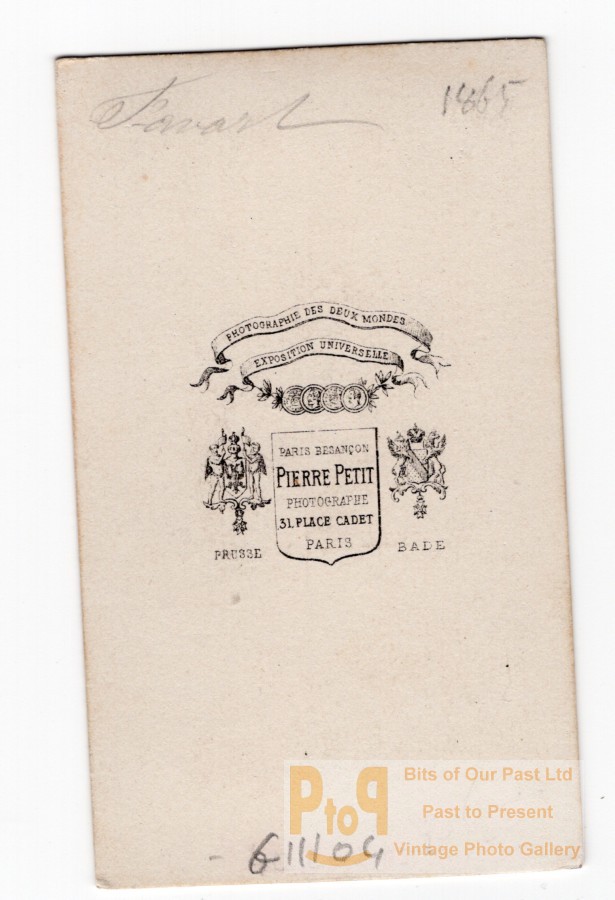 Favart
1865
PHOTOGRAPHIE DES DEUX MONDES
EXPOSITION UNIVERSELLE
PARIS BESANÇON
PIERRE PETIT
PHOTOGRAPHE
31. PLACE CADET
PARIS
PRUSSE
BADE
PtoP
Bits of Our Past Ltd
Past to Present
Vintage Photo Gallery